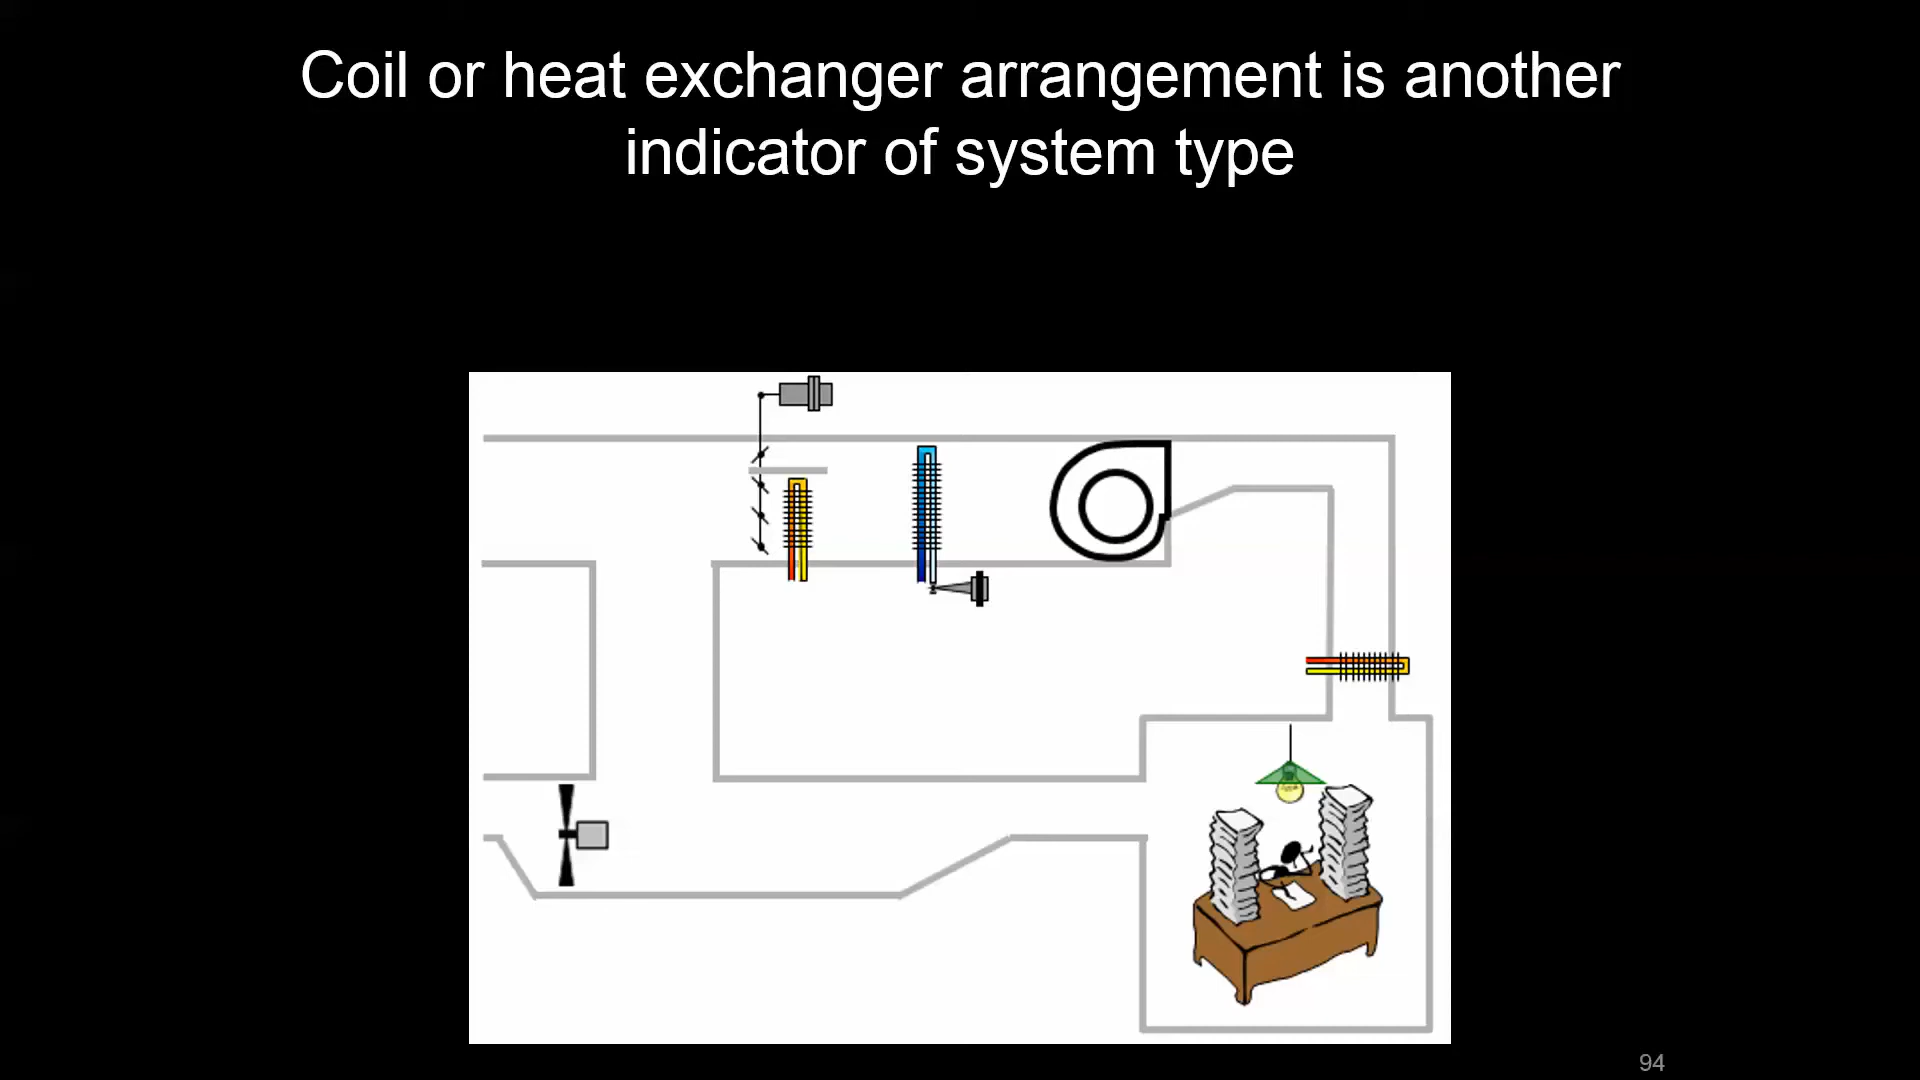 Coil or heat exchanger arrangement is another
indicator of system type
94